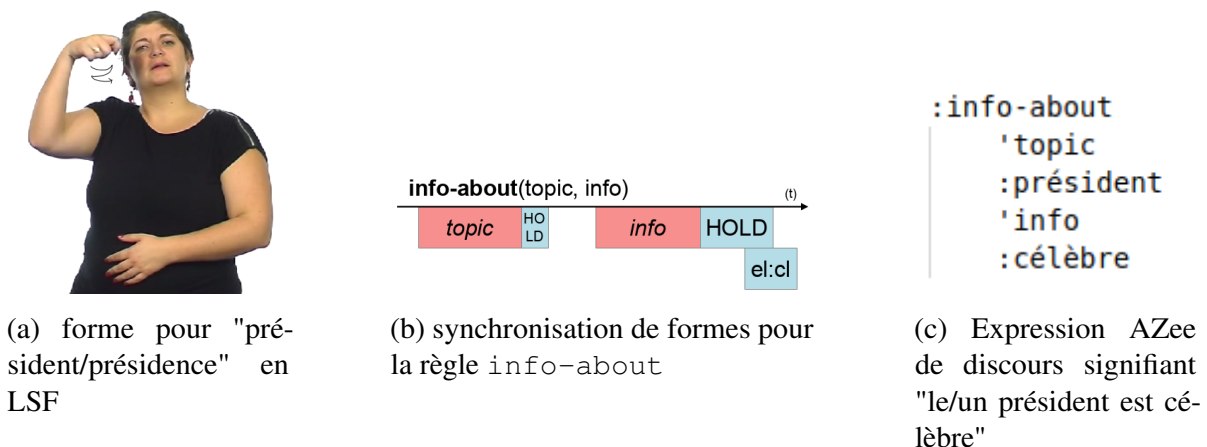 info-about(topic, info)
(t)
topic
HO
LD
info
HOLD
el:cl
:info-about
'topic
:président
'info
:célèbre
(a) forme pour "pré-
sident/présidence" en
LSF
(b) synchronisation de formes pour
la règle info-about
(c) Expression AZee
de discours signifiant
"le/un président est cé-
lèbre"